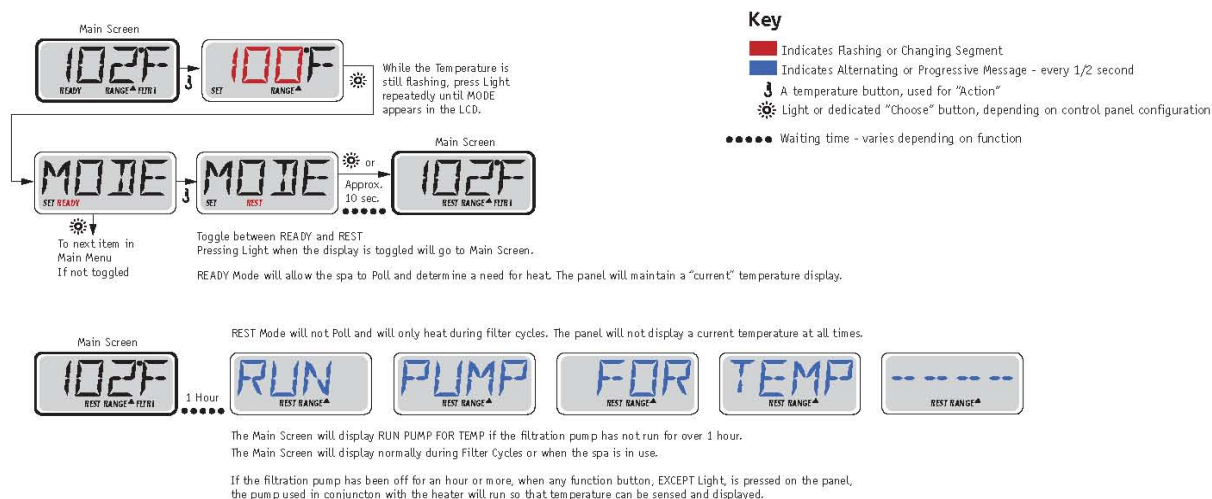 Main Screen
102°F
READY RANGE▲ FLTR 1
100°F
SET RANGE▲
While the Temperature is
still flashing, press Light
repeatedly until MODE
appears in the LCD.
Key
Indicates Flashing or Changing Segment
Indicates Alternating or Progressive Message - every 1/2 second
A temperature button, used for "Action"
Light or dedicated "Choose" button, depending on control panel configuration
Waiting time - varies depending on function
MODE
SET READY
MODE
SET REST
or
Approx.
10 sec.
Main Screen
102°F
REST RANGE▲ FLTR 1
To next item in
Main Menu
If not toggled
Toggle between READY and REST
Pressing Light when the display is toggled will go to Main Screen.
READY Mode will allow the spa to Poll and determine a need for heat. The panel will maintain a "current" temperature display.
REST Mode will not Poll and will only heat during filter cycles. The panel will not display a current temperature at all times.
Main Screen
102°F
REST RANGE▲ FLTR 1
1 Hour
RUN
REST RANGE▲
PUMP
REST RANGE▲
FOR
REST RANGE▲
TEMP
REST RANGE▲
-- -- -- --
REST RANGE▲
The Main Screen will display RUN PUMP FOR TEMP if the filtration pump has not run for over 1 hour.
The Main Screen will display normally during Filter Cycles or when the spa is in use.
If the filtration pump has been off for an hour or more, when any function button, EXCEPT Light, is pressed on the panel,
the pump used in conjuncton with the heater will run so that temperature can be sensed and displayed.